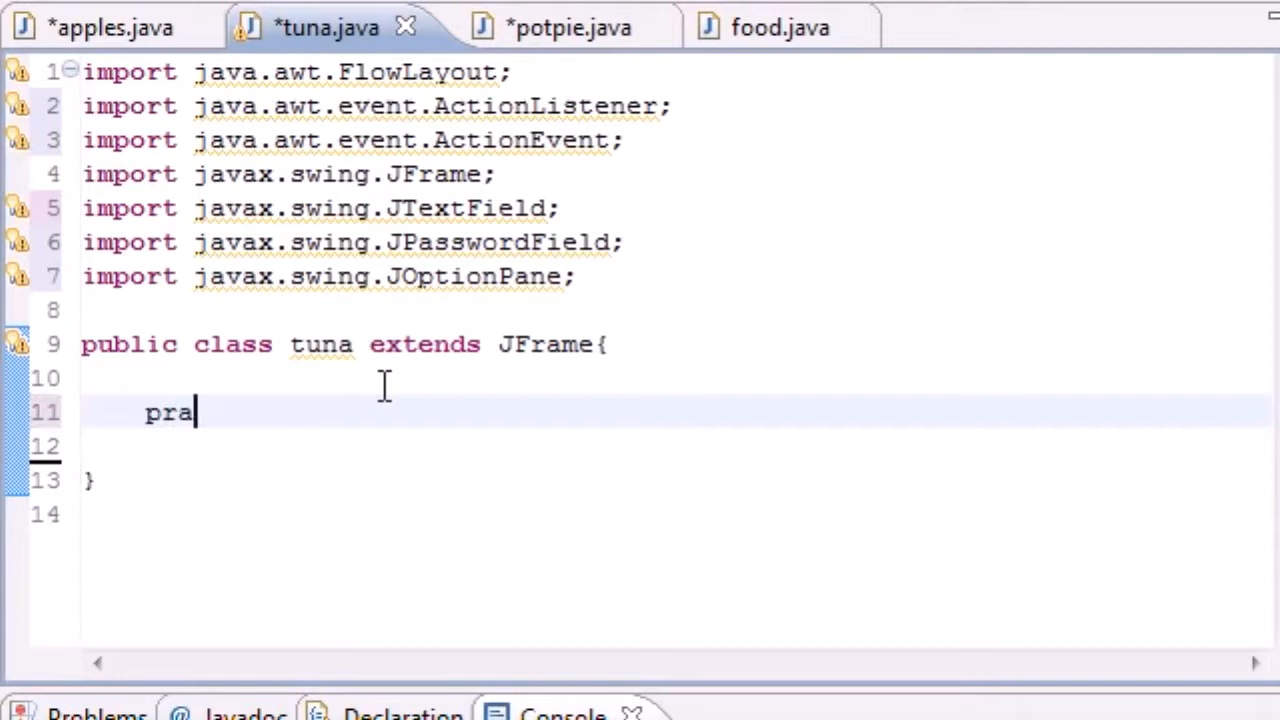 *apples.java *tuna.java *potpie.java food.java
1 import java.awt.FlowLayout;
2 import java.awt.event.ActionListener;
3 import java.awt.event.ActionEvent;
4 import javax.swing.JFrame;
5 import javax.swing.JTextField;
6 import javax.swing.JPasswordField;
7 import javax.swing.JOptionPane;
8
9 public class tuna extends JFrame{
10
11 pra
12
13 }
14
Problems @ Javadoc Declaration Console